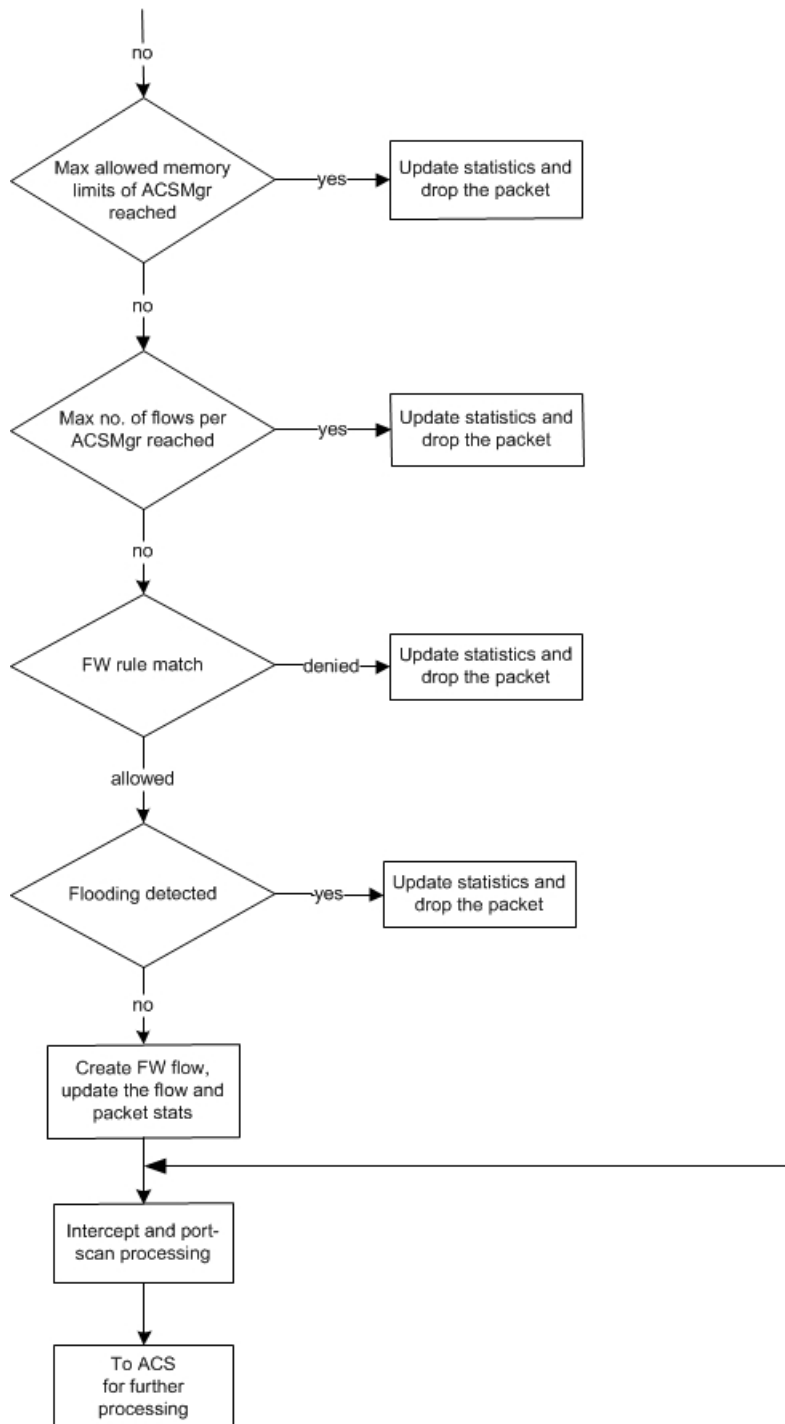 no
Max allowed memory
limits of ACSMgr
reached
yes
Update statistics and
drop the packet
no
Max no. of flows per
ACSMgr reached
yes
Update statistics and
drop the packet
no
FW rule match
denied
Update statistics and
drop the packet
allowed
Flooding detected
yes
Update statistics and
drop the packet
no
Create FW flow,
update the flow and
packet stats
Intercept and port-
scan processing
To ACS
for further
processing